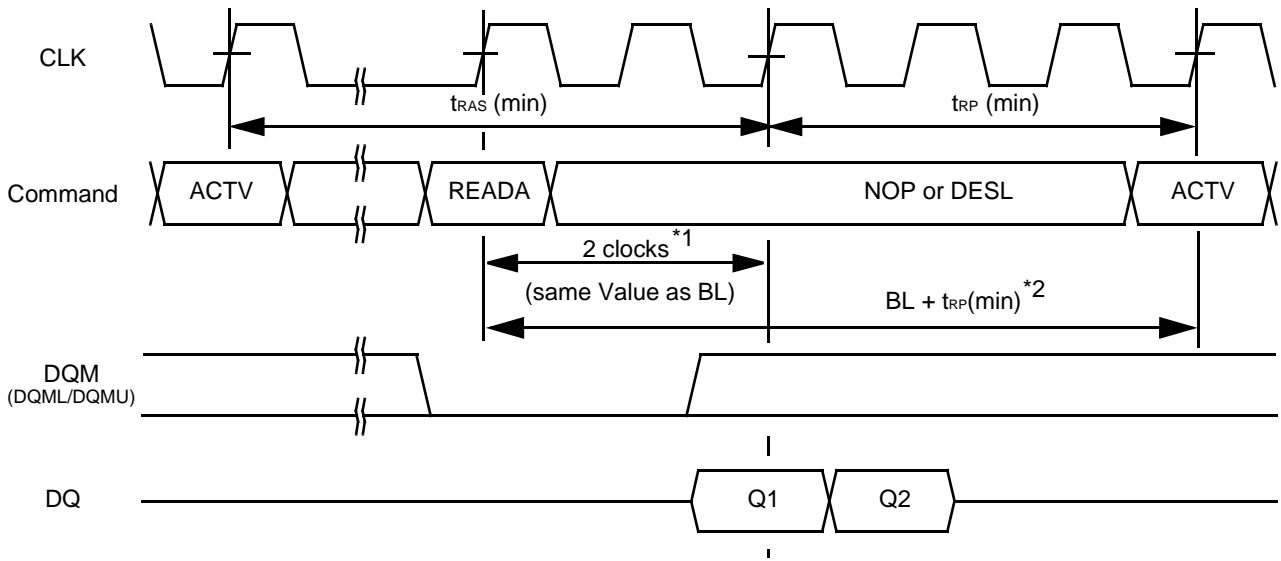 CLK
tRAS (min)
tRP (min)
Command
ACTV
READA
NOP or DESL
ACTV
2 clocks*1
(same Value as BL)
BL + tRP(min)*2
DQM
(DQML/DQMU)
DQ
Q1
Q2